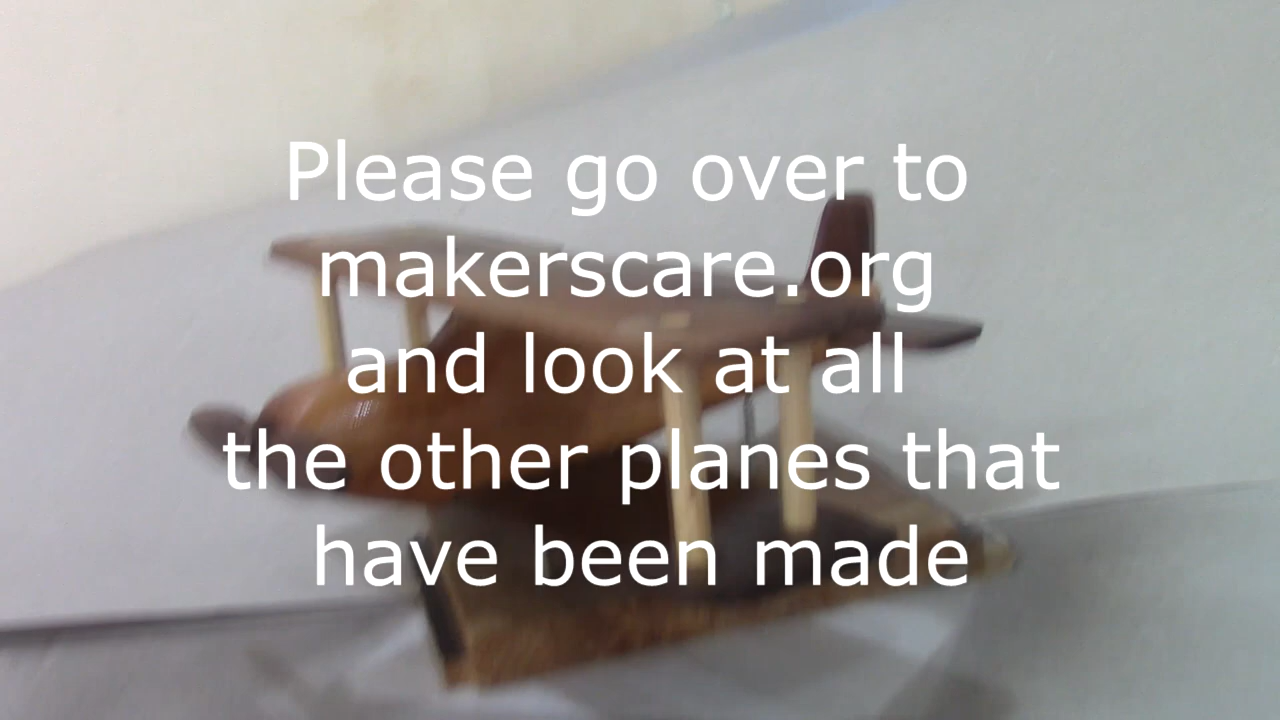 Please go over to
makerscare.org
and look at all
the other planes that
have been made